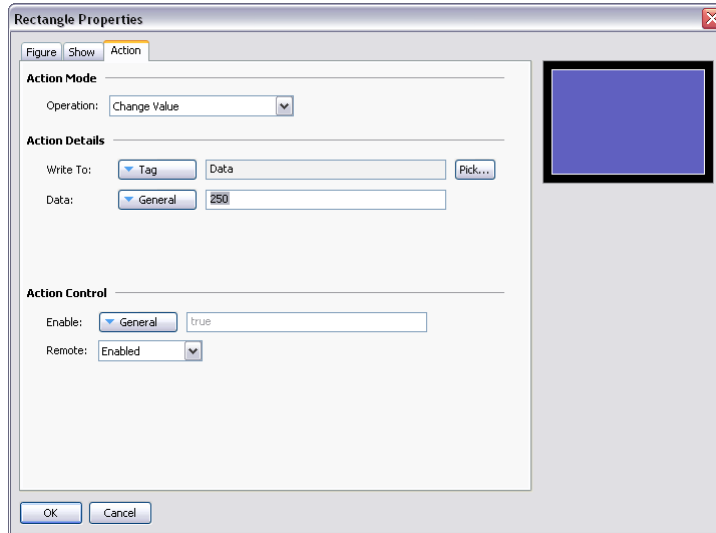 Rectangle Properties
Figure Show Action
Action Mode
Operation: Change Value
Action Details
Write To: Tag Data Pick...
Data: General 250
Action Control
Enable: General true
Remote: Enabled
OK Cancel